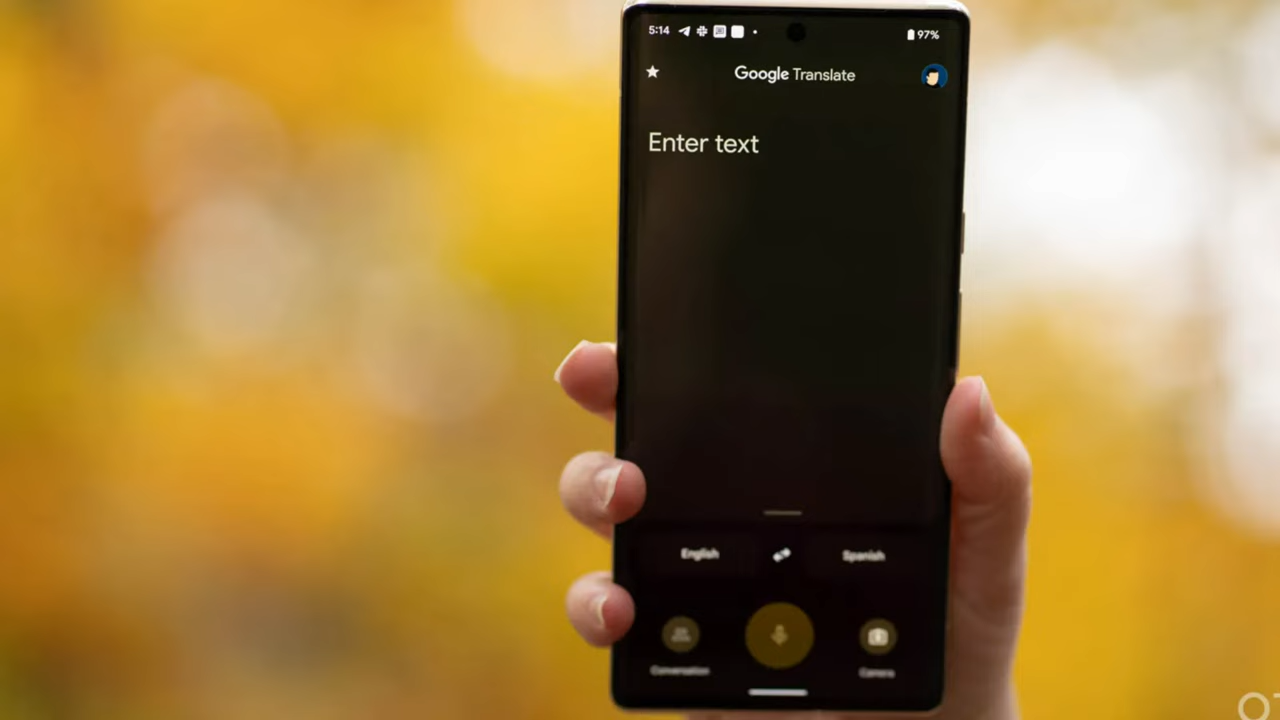 5:14
97%
Google Translate
Enter text
English
Spanish
Conversation
Camera